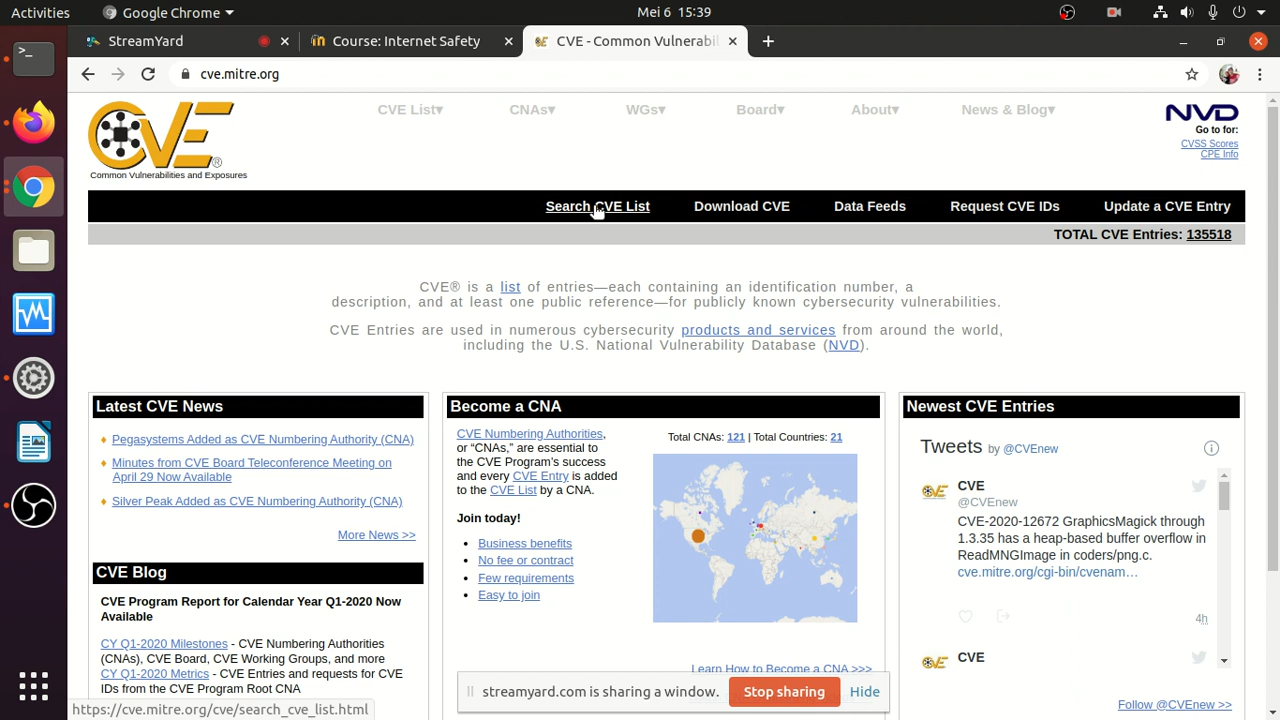 Activities
Google Chrome
Mei 6 15:39
StreamYard
Course: Internet Safety
CVE - Common Vulnerabil
cve.mitre.org
CVE®
Common Vulnerabilities and Exposures
CVE List▾
CNAs▾
WGs▾
Board▾
About▾
News & Blog▾
NVD
Go to for:
CVSS Scores
CPE Info
Search CVE List
Download CVE
Data Feeds
Request CVE IDs
Update a CVE Entry
TOTAL CVE Entries: 135518
CVE® is a list of entries—each containing an identification number, a
description, and at least one public reference—for publicly known cybersecurity vulnerabilities.
CVE Entries are used in numerous cybersecurity products and services from around the world,
including the U.S. National Vulnerability Database (NVD).
Latest CVE News
Pegasystems Added as CVE Numbering Authority (CNA)
Minutes from CVE Board Teleconference Meeting on
April 29 Now Available
Silver Peak Added as CVE Numbering Authority (CNA)
More News >>
CVE Blog
CVE Program Report for Calendar Year Q1-2020 Now
Available
CY Q1-2020 Milestones - CVE Numbering Authorities
(CNAs), CVE Board, CVE Working Groups, and more
CY Q1-2020 Metrics - CVE Entries and requests for CVE
IDs from the CVE Program Root CNA
Become a CNA
CVE Numbering Authorities,
or “CNAs,” are essential to
the CVE Program’s success
and every CVE Entry is added
to the CVE List by a CNA.
Join today!
Business benefits
No fee or contract
Few requirements
Easy to join
Total CNAs: 121 | Total Countries: 21
Learn How to Become a CNA >>>
Newest CVE Entries
Tweets by @CVEnew
CVE
@CVEnew
CVE-2020-12672 GraphicsMagick through
1.3.35 has a heap-based buffer overflow in
ReadMNGImage in coders/png.c.
cve.mitre.org/cgi-bin/cvenam…
4h
CVE
Follow @CVEnew >>
streamyard.com is sharing a window.
Stop sharing
Hide
https://cve.mitre.org/cve/search_cve_list.html